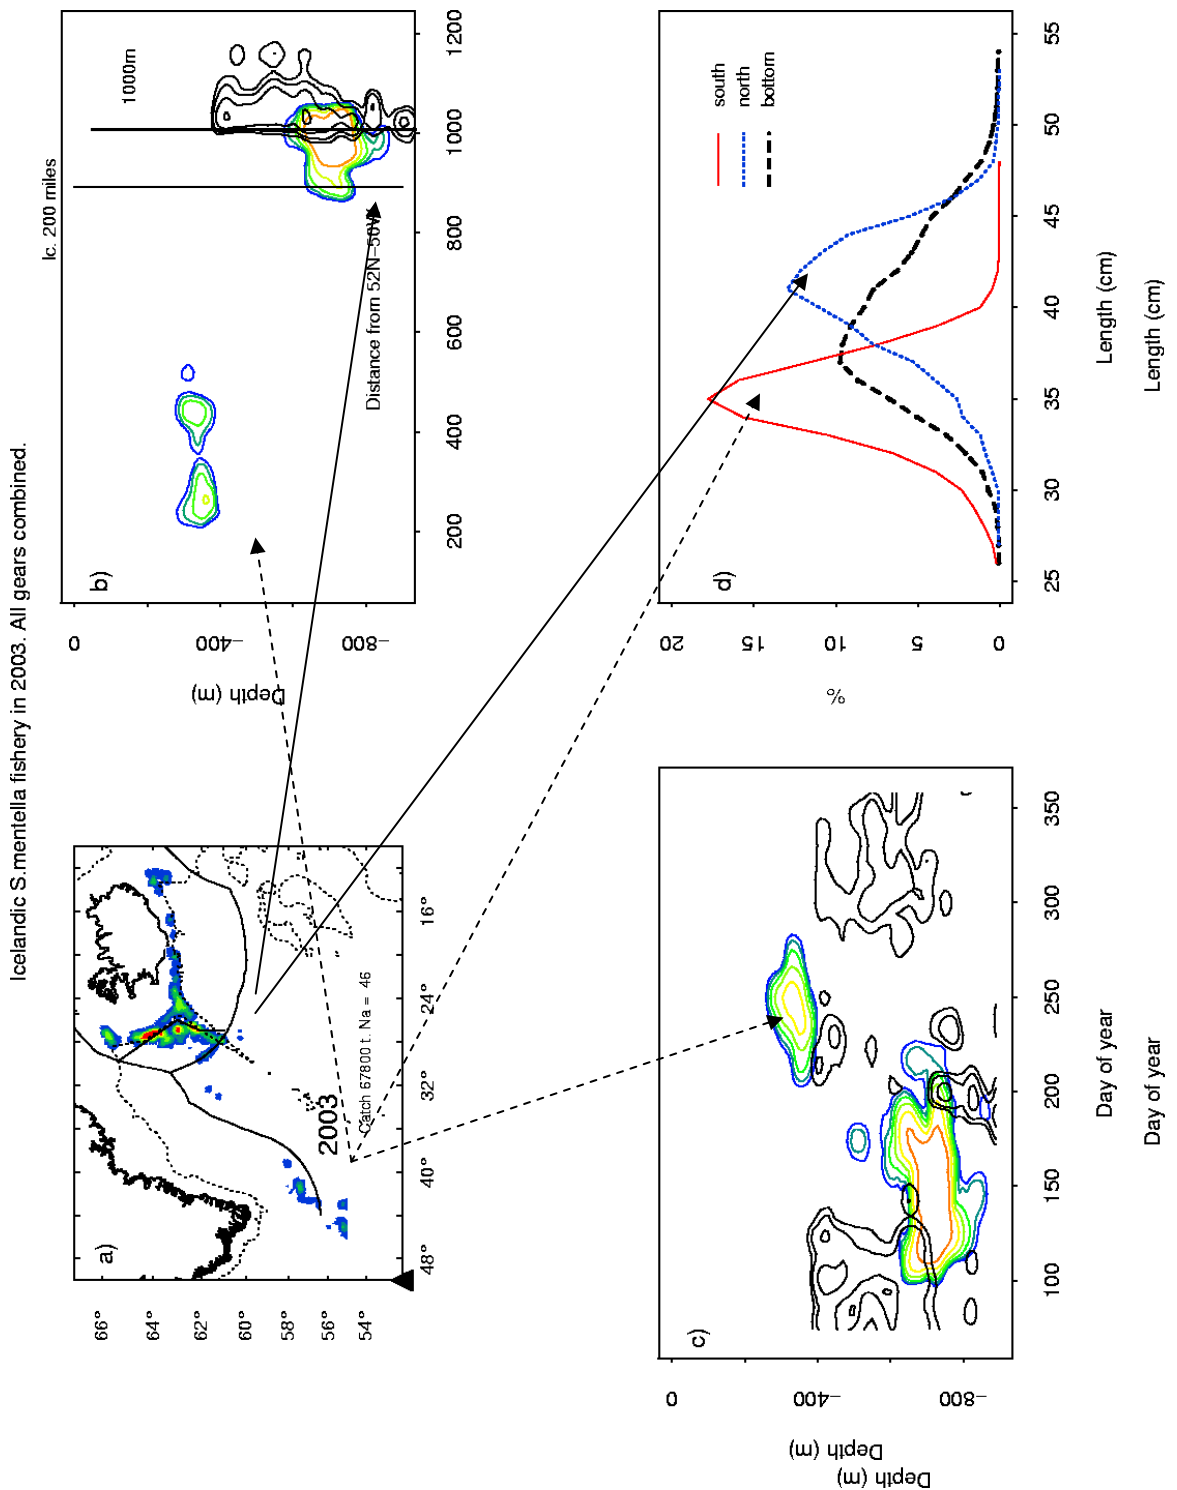 Icelandic S.mentella fishery in 2003. All gears combined.
a)
66°
64°
62°
60°
58°
56°
54°
48°
40°
32°
24°
16°
2003
Catch 67800 t. Na = 46
b)
Ic. 200 miles
1000m
Depth (m)
0
-400
-800
200
400
600
800
1000
1200
Distance from 52N-50W
c)
Depth (m)
Depth (m)
0
-400
-800
100
150
200
250
300
350
Day of year
Day of year
d)
%
20
15
10
5
0
25
30
35
40
45
50
55
south
north
bottom
Length (cm)
Length (cm)